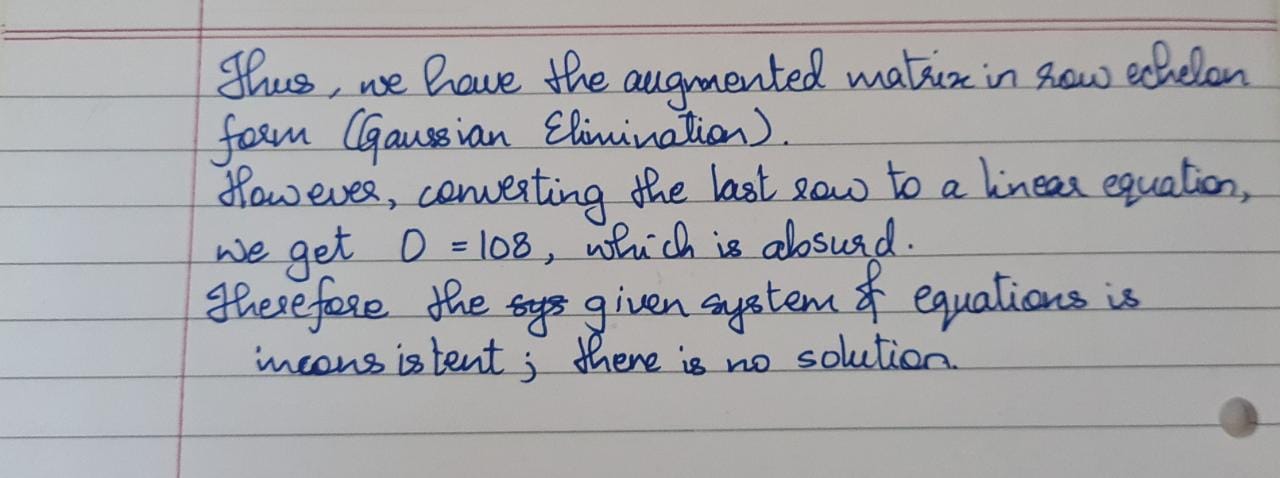 Thus, we have the augmented matrix in row echelon
form (Gaussian Elimination).
However, converting the last row to a linear equation,
we get 0 = 108, which is absurd.
Therefore the sys given system of equations is
inconsistent; there is no solution.